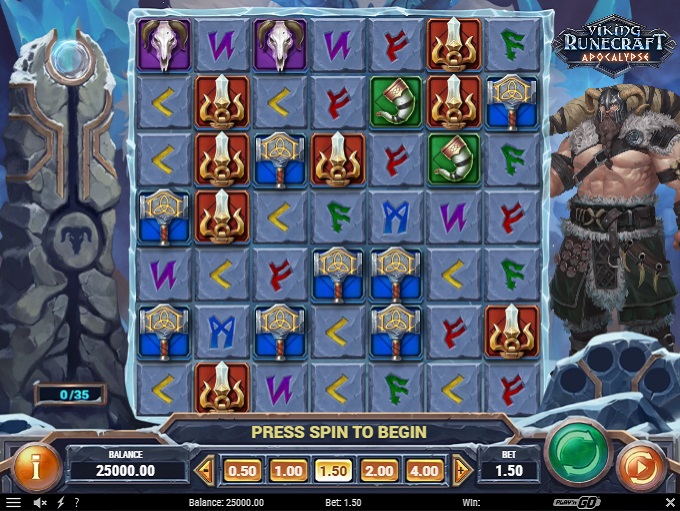 VIKING
RUNECRAFT
APOCALYPSE
0/35
PRESS SPIN TO BEGIN
BALANCE
25000.00
0.50 1.00 1.50 2.00 4.00
BET
1.50
Balance: 25000.00 Bet: 1.50 Win: PLAY'N GO